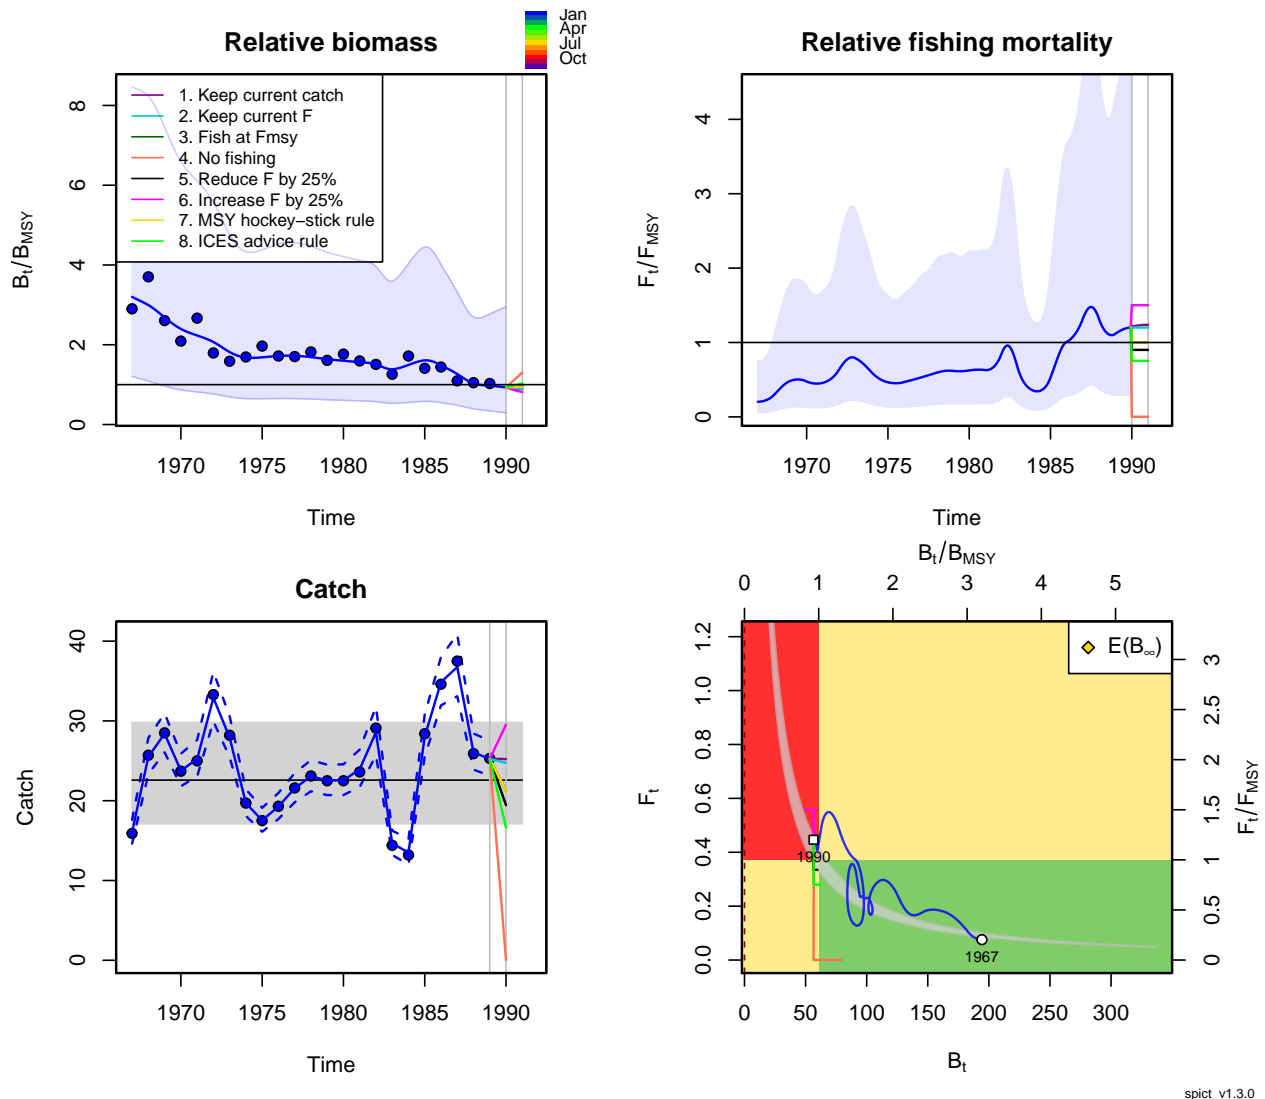 Jan
Apr
Jul
Oct
Relative biomass
8
6
4
2
0
Bt/BMSY
1. Keep current catch
2. Keep current F
3. Fish at Fmsy
4. No fishing
5. Reduce F by 25%
6. Increase F by 25%
7. MSY hockey−stick rule
8. ICES advice rule
1970 1975 1980 1985 1990
Time
Relative fishing mortality
4
3
2
1
0
Ft/FMSY
1970 1975 1980 1985 1990
Time
Catch
40
30
20
10
0
Catch
1970 1975 1980 1985 1990
Time
Bt/BMSY
0 1 2 3 4 5
1.2
1.0
0.8
0.6
0.4
0.2
0.0
Ft
E(B∞)
1990
1967
3
2.5
2
1.5
1
0.5
0
Ft/FMSY
0 50 100 150 200 250 300
Bt
spict_v1.3.0